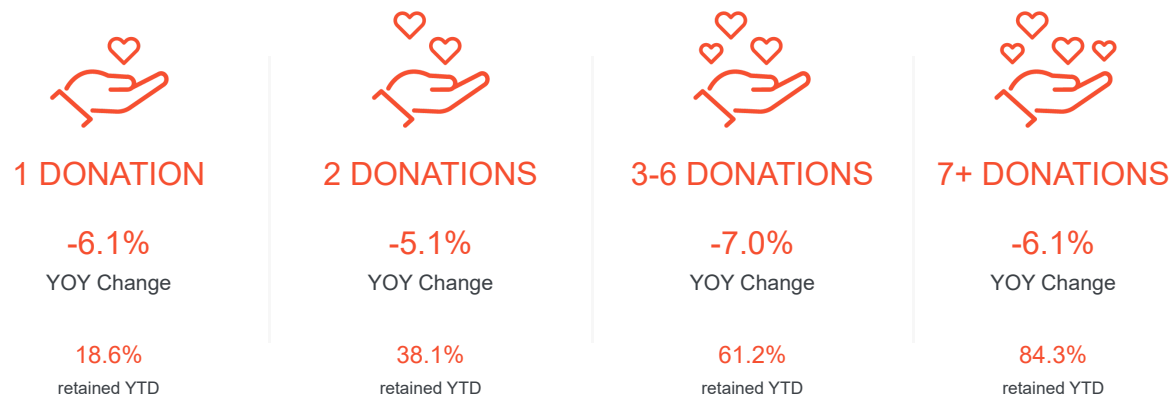 1 DONATION
-6.1%
YOY Change
18.6%
retained YTD
2 DONATIONS
-5.1%
YOY Change
38.1%
retained YTD
3-6 DONATIONS
-7.0%
YOY Change
61.2%
retained YTD
7+ DONATIONS
-6.1%
YOY Change
84.3%
retained YTD